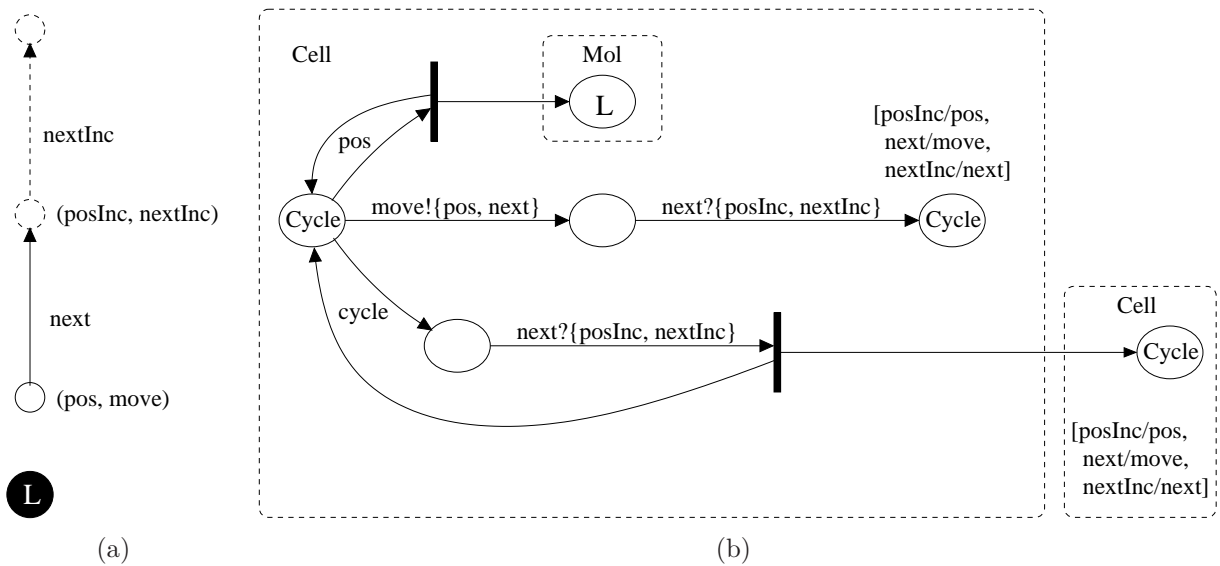 nextInc
(posInc, nextInc)
next
(pos, move)
L
(a)
Cell
Mol
L
pos
[posInc/pos,
next/move,
nextInc/next]
Cycle
move!{pos, next}
next?{posInc, nextInc}
Cycle
cycle
next?{posInc, nextInc}
Cell
Cycle
[posInc/pos,
next/move,
nextInc/next]
(b)